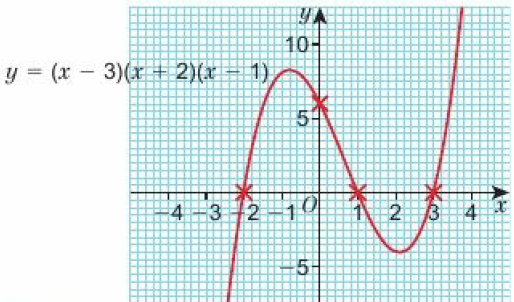 y
10
y = (x − 3)(x + 2)(x − 1)
5
−4 −3 −2 −1 O 1 2 3 4 x
−5